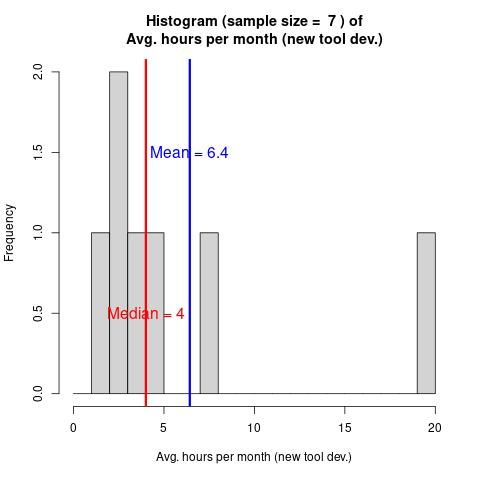 Histogram (sample size =  7 ) of
Avg. hours per month (new tool dev.)
2.0
Mean = 6.4
1.5
Frequency
1.0
Median = 4
0.5
0.0
0 5 10 15 20
Avg. hours per month (new tool dev.)